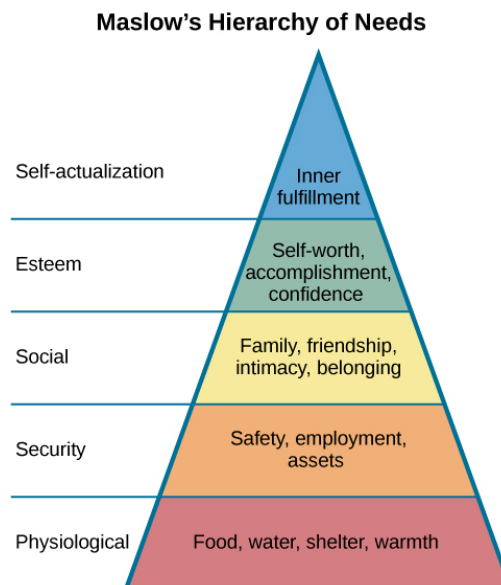 Maslow's Hierarchy of Needs
Self-actualization
Inner
fulfillment
Esteem
Self-worth,
accomplishment,
confidence
Social
Family, friendship,
intimacy, belonging
Security
Safety, employment,
assets
Physiological
Food, water, shelter, warmth